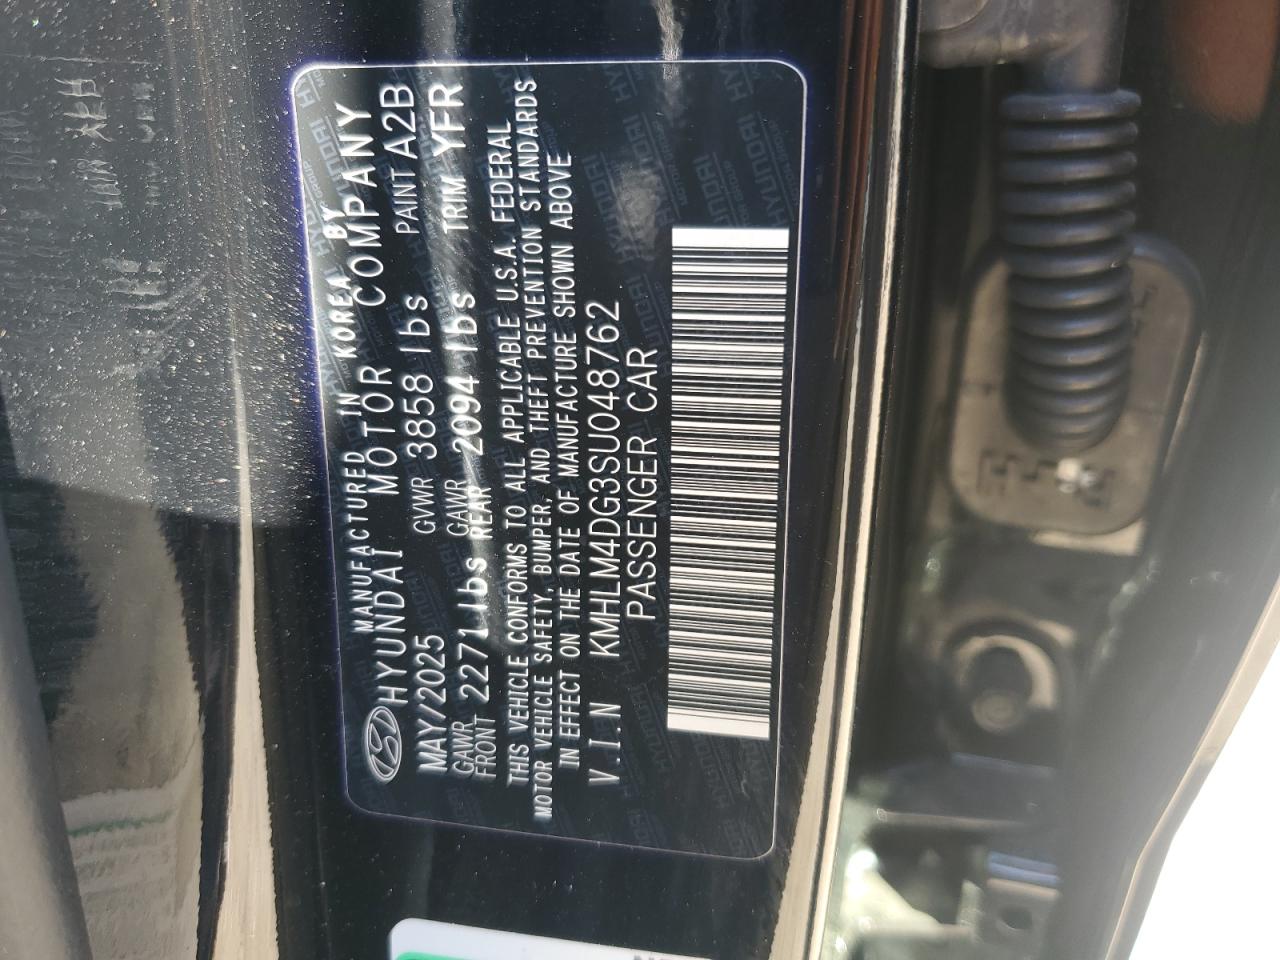 MANUFACTURED IN KOREA BY
HYUNDAI MOTOR COMPANY
MAY/2025 GVWR 3858 lbs PAINT A2B
GAWR FRONT 2271 lbs GAWR REAR 2094 lbs TRIM YFR
THIS VEHICLE CONFORMS TO ALL APPLICABLE U.S.A. FEDERAL
MOTOR VEHICLE SAFETY, BUMPER, AND THEFT PREVENTION STANDARDS
IN EFFECT ON THE DATE OF MANUFACTURE SHOWN ABOVE
V.I.N KMHLM4DG3SU048762
PASSENGER CAR